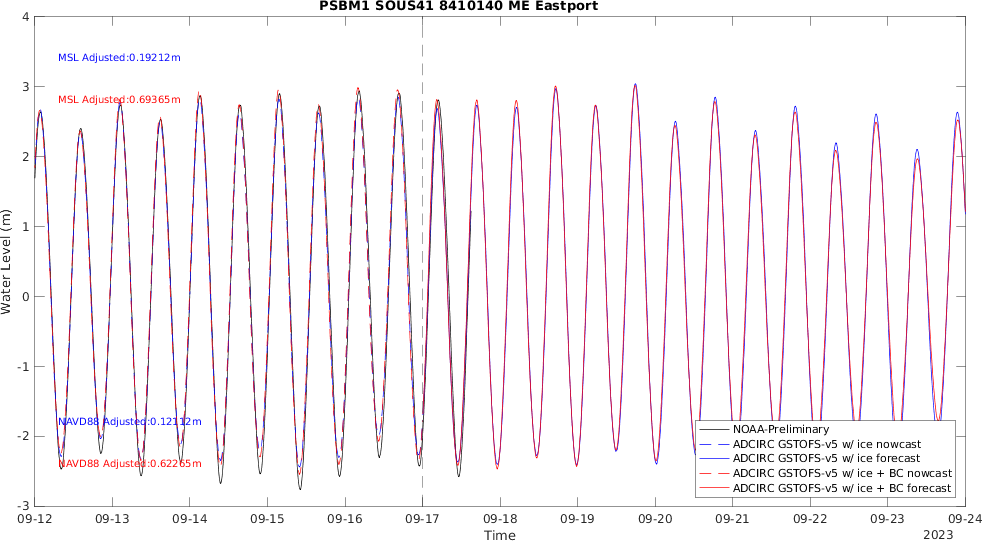 PSBM1 SOUS41 8410140 ME Eastport
4
MSL Adjusted:0.19212m
3
MSL Adjusted:0.69365m
2
1
0
-1
-2
-3
Water Level (m)
NAVD88 Adjusted:0.12112m
NAVD88 Adjusted:0.62265m
NOAA-Preliminary
ADCIRC GSTOFS-v5 w/ ice nowcast
ADCIRC GSTOFS-v5 w/ ice forecast
ADCIRC GSTOFS-v5 w/ ice + BC nowcast
ADCIRC GSTOFS-v5 w/ ice + BC forecast
09-12 09-13 09-14 09-15 09-16 09-17 09-18 09-19 09-20 09-21 09-22 09-23 09-24
Time
2023